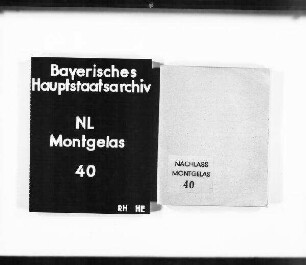 Bayerisches
Hauptstaatsarchiv
NL
Montgelas
40
RH HE
NACHLASS
MONTGELAS
40